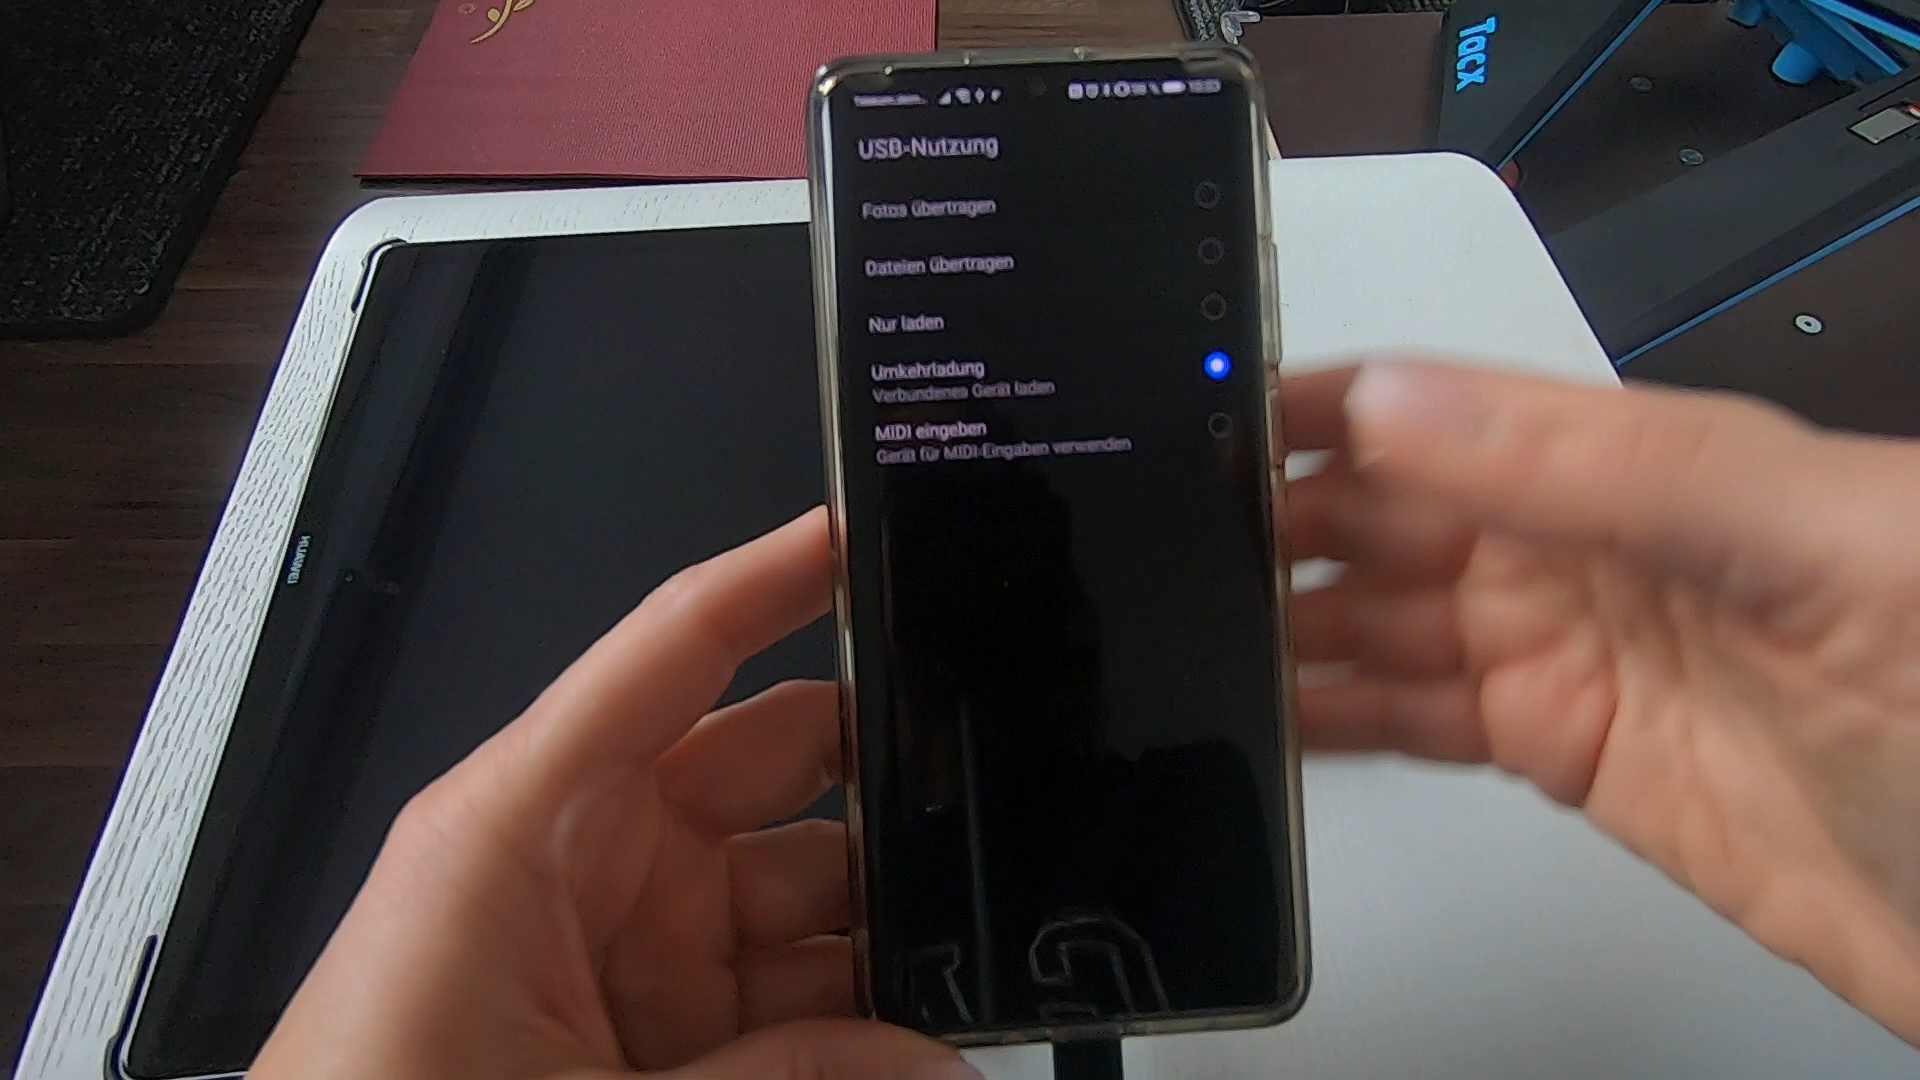 Tacx
USB-Nutzung
Fotos übertragen
Dateien übertragen
Nur laden
Umkehrladung
Verbundenes Gerät laden
MIDI eingeben
Gerät für MIDI-Eingaben verwenden
HUAWEI